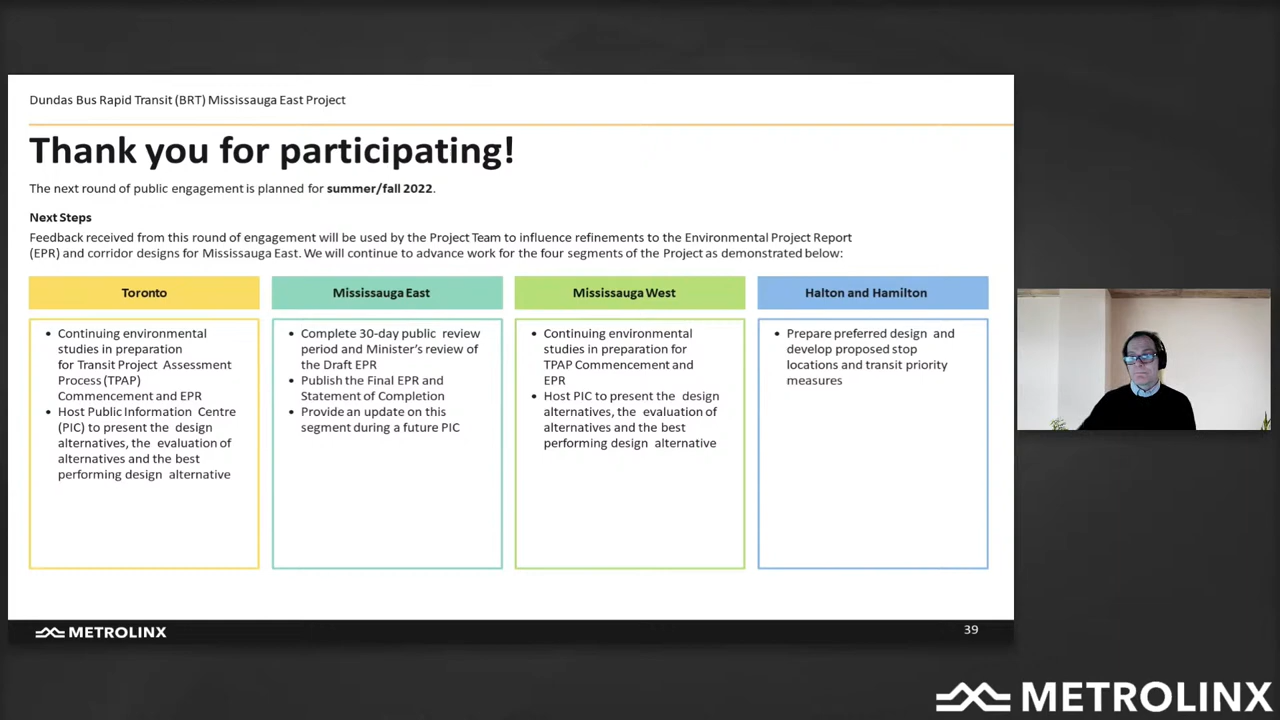 Dundas Bus Rapid Transit (BRT) Mississauga East Project
Thank you for participating!
The next round of public engagement is planned for summer/fall 2022.
Next Steps
Feedback received from this round of engagement will be used by the Project Team to influence refinements to the Environmental Project Report
(EPR) and corridor designs for Mississauga East. We will continue to advance work for the four segments of the Project as demonstrated below:
Toronto
• Continuing environmental
studies in preparation
for Transit Project Assessment
Process (TPAP)
Commencement and EPR
• Host Public Information Centre
(PIC) to present the design
alternatives, the evaluation of
alternatives and the best
performing design alternative
Mississauga East
• Complete 30-day public review
period and Minister's review of
the Draft EPR
• Publish the Final EPR and
Statement of Completion
• Provide an update on this
segment during a future PIC
Mississauga West
• Continuing environmental
studies in preparation for
TPAP Commencement and
EPR
• Host PIC to present the design
alternatives, the evaluation of
alternatives and the best
performing design alternative
Halton and Hamilton
• Prepare preferred design and
develop proposed stop
locations and transit priority
measures
METROLINX
39
METROLINX